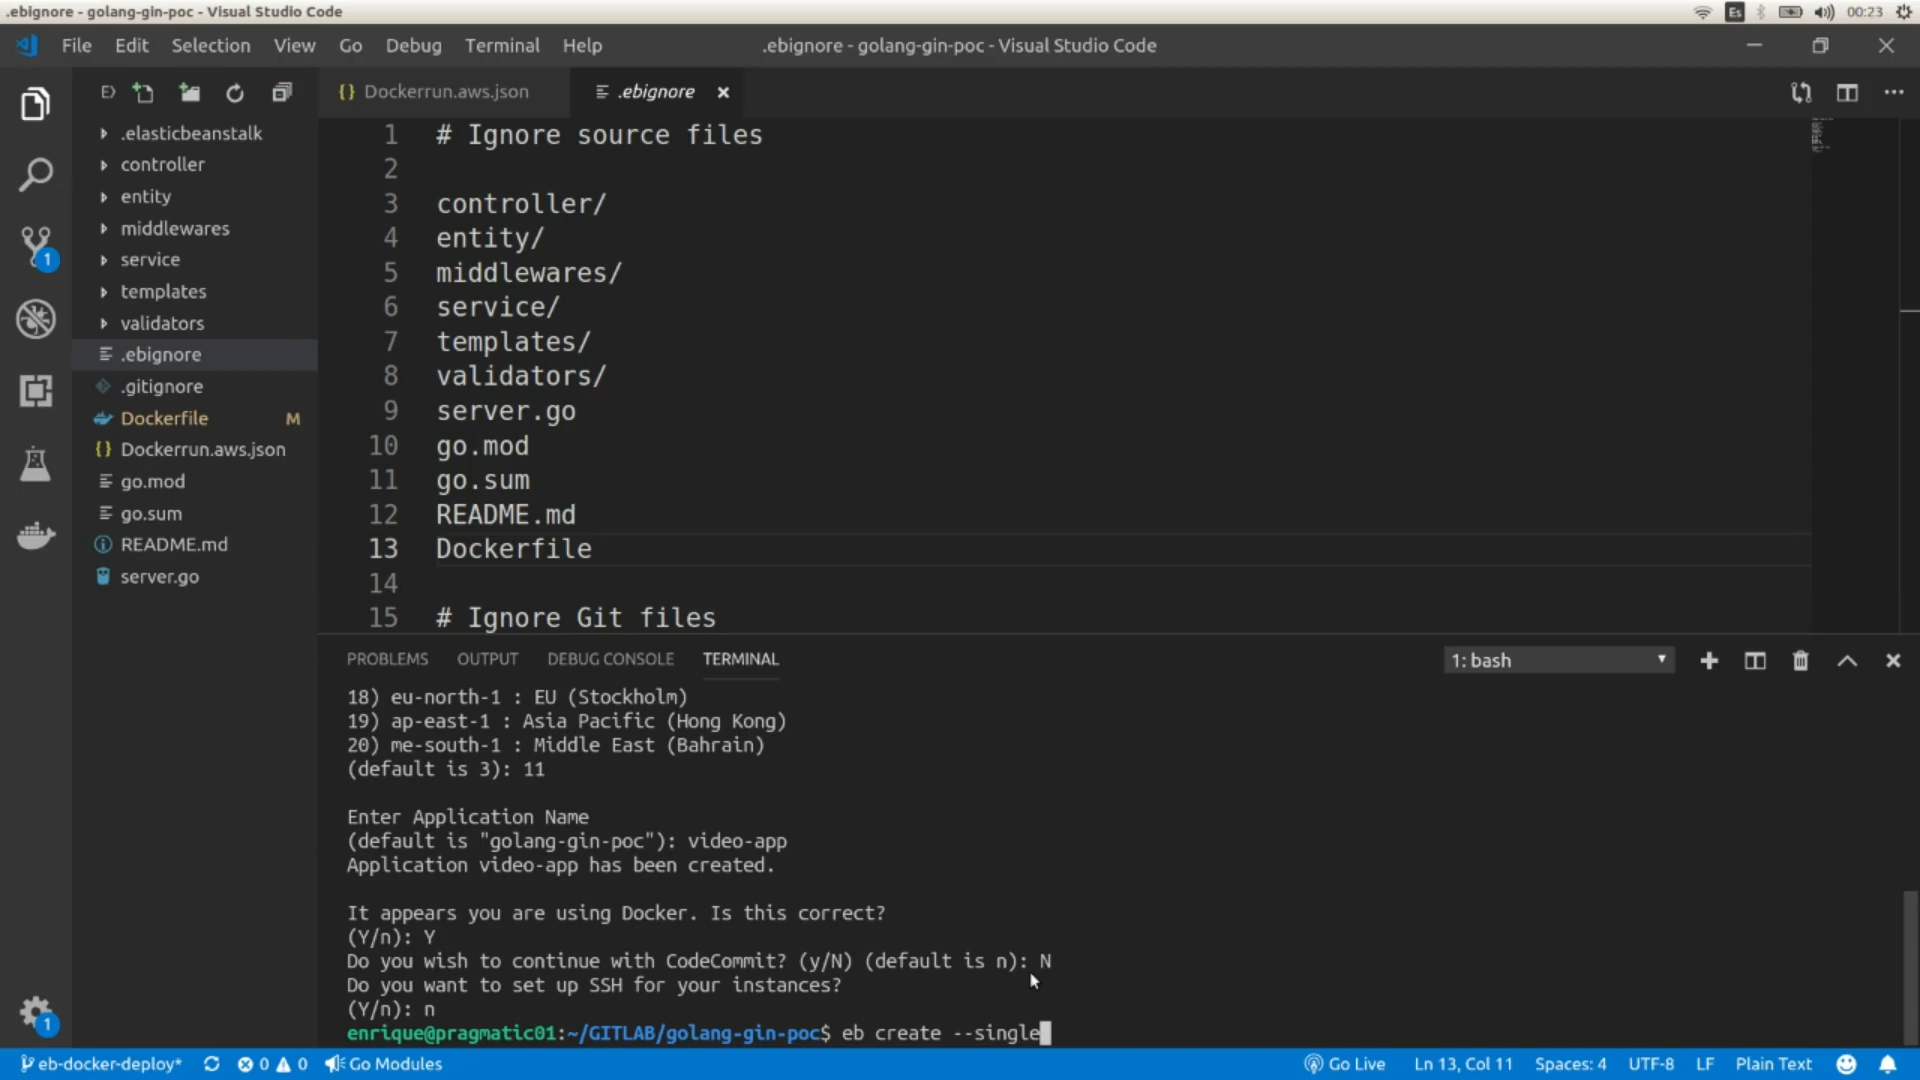 .ebignore - golang-gin-poc - Visual Studio Code
Es
00:23
File Edit Selection View Go Debug Terminal Help
.ebignore - golang-gin-poc - Visual Studio Code
Dockerrun.aws.json
.ebignore
.elasticbeanstalk
controller
entity
middlewares
service
templates
validators
.ebignore
.gitignore
Dockerfile M
Dockerrun.aws.json
go.mod
go.sum
README.md
server.go
1
1
1 # Ignore source files
2
3 controller/
4 entity/
5 middlewares/
6 service/
7 templates/
8 validators/
9 server.go
10 go.mod
11 go.sum
12 README.md
13 Dockerfile
14
15 # Ignore Git files
PROBLEMS OUTPUT DEBUG CONSOLE TERMINAL
1: bash
18) eu-north-1 : EU (Stockholm)
19) ap-east-1 : Asia Pacific (Hong Kong)
20) me-south-1 : Middle East (Bahrain)
(default is 3): 11
Enter Application Name
(default is "golang-gin-poc"): video-app
Application video-app has been created.
It appears you are using Docker. Is this correct?
(Y/n): Y
Do you wish to continue with CodeCommit? (y/N) (default is n): N
Do you want to set up SSH for your instances?
(Y/n): n
enrique@pragmatic01:~/GITLAB/golang-gin-poc$ eb create --single
eb-docker-deploy* 0 0 Go Modules
Go Live Ln 13, Col 11 Spaces: 4 UTF-8 LF Plain Text